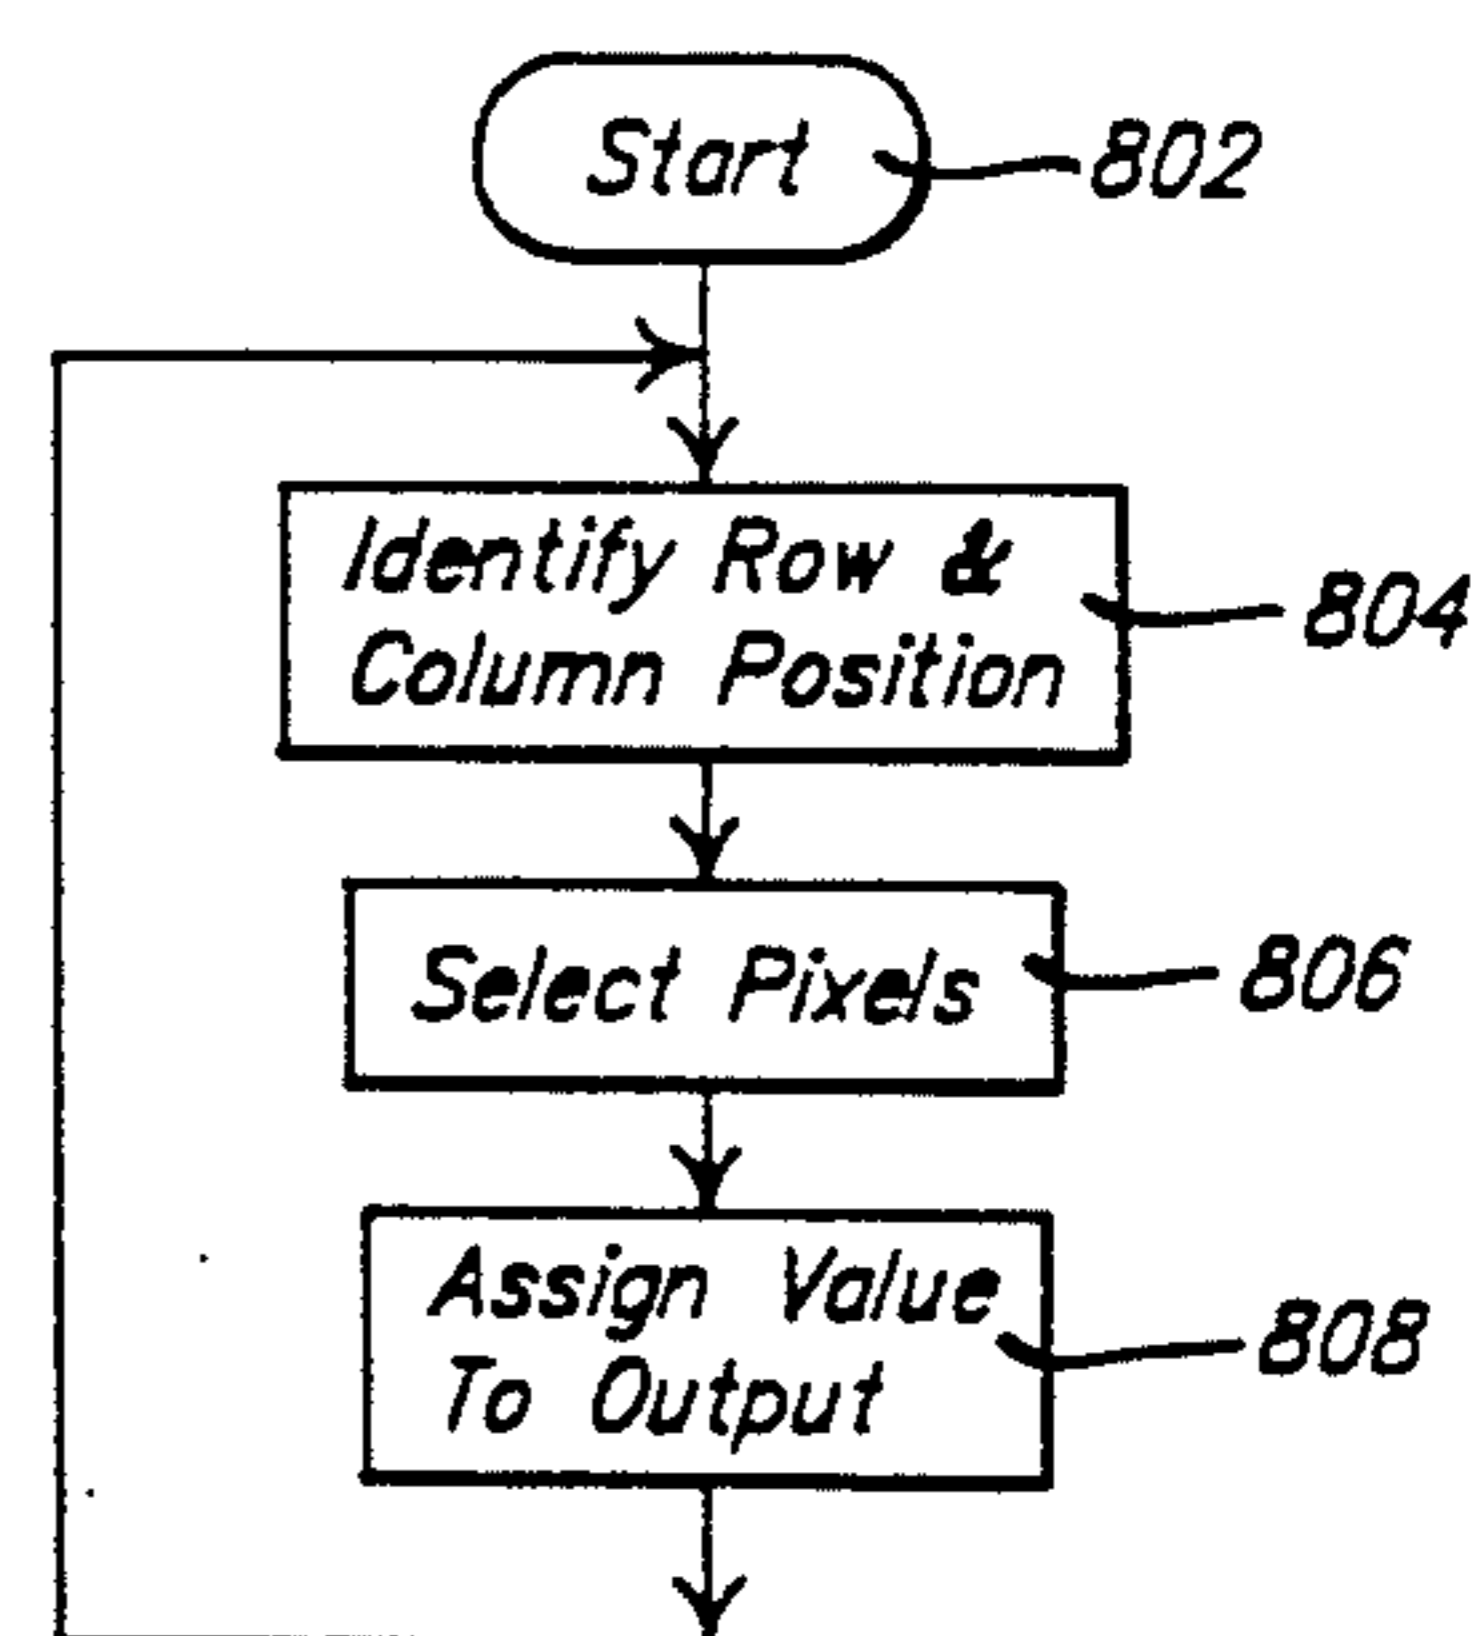 Start
802
Identify Row &
Column Position
804
Select Pixels
806
Assign Value
To Output
808